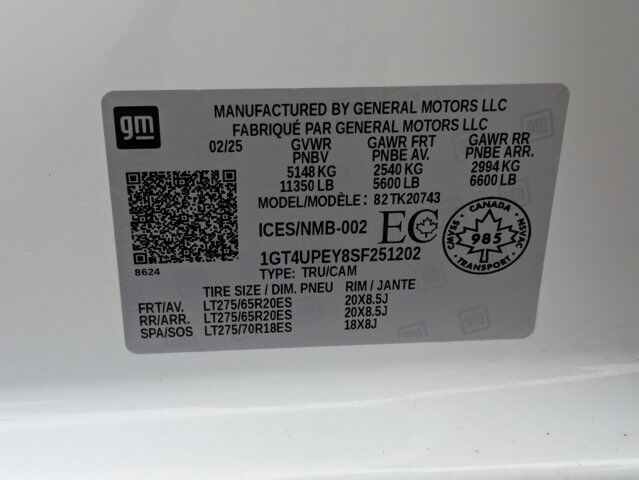 gm
MANUFACTURED BY GENERAL MOTORS LLC
FABRIQUÉ PAR GENERAL MOTORS LLC
02/25 GVWR GAWR FRT GAWR RR
PNBV PNBE AV. PNBE ARR.
5148 KG 2540 KG 2994 KG
11350 LB 5600 LB 6600 LB
MODEL/MODÈLE: 82TK20743
ICES/NMB-002 EC
CANADA
CMVSS 985 NSVAC
TRANSPORT
8624
1GT4UPEY8SF251202
TYPE: TRU/CAM
TIRE SIZE / DIM. PNEU RIM / JANTE
FRT/AV. LT275/65R20ES 20X8.5J
RR/ARR. LT275/65R20ES 20X8.5J
SPA/SOS LT275/70R18ES 18X8J